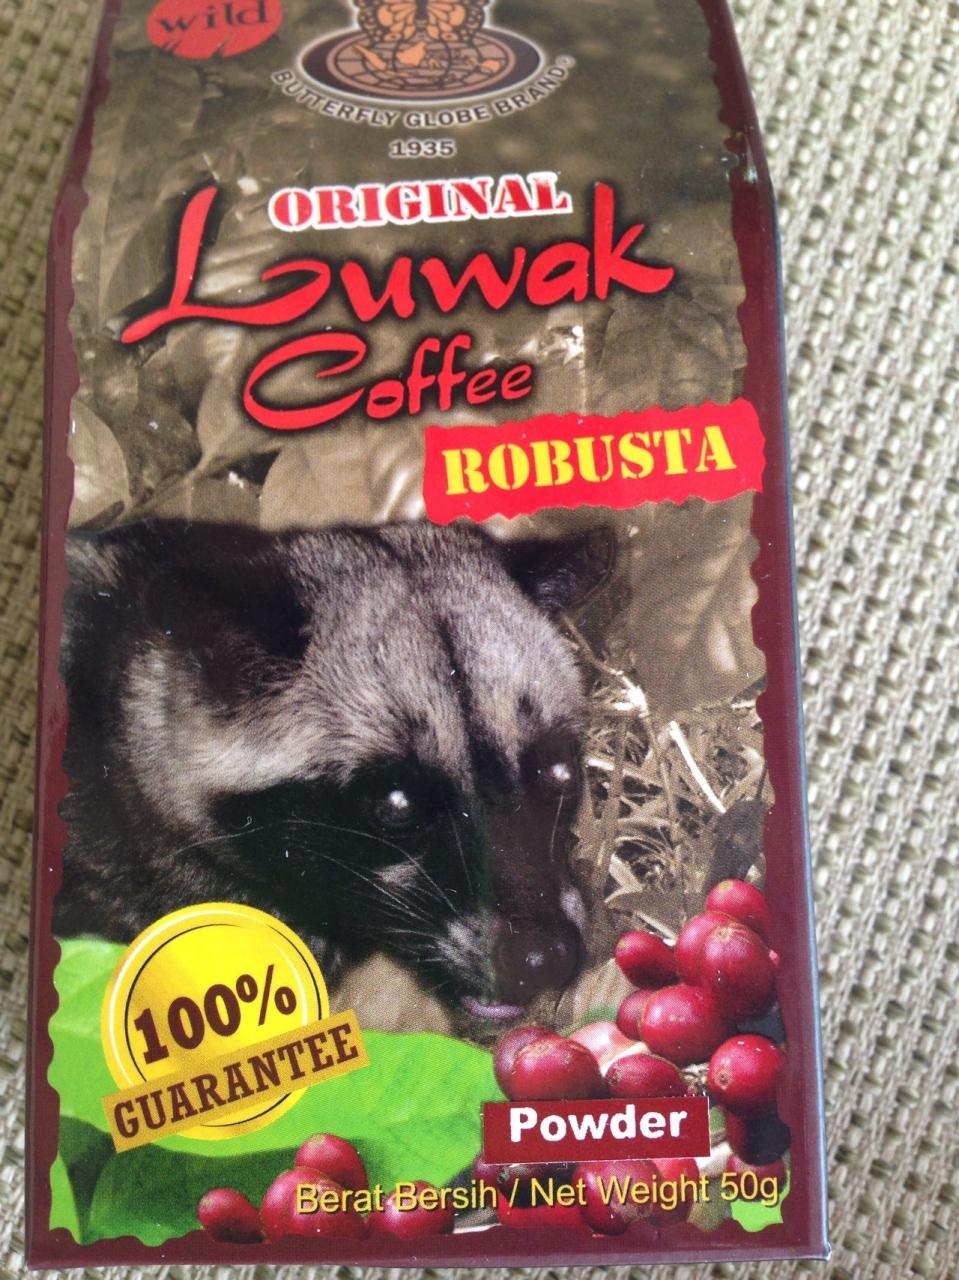 wild
BUTTERFLY GLOBE BRAND®
1935
ORIGINAL
Luwak
Coffee
ROBUSTA
100%
GUARANTEE
Powder
Berat Bersih / Net Weight 50g